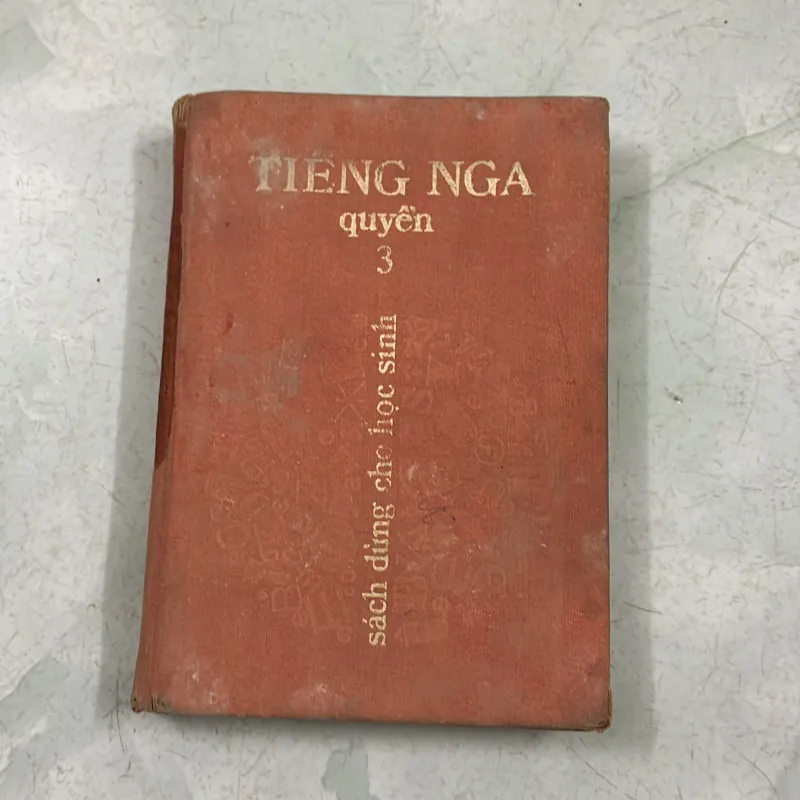 TIẾNG NGA
quyển
3
sách dùng cho học sinh